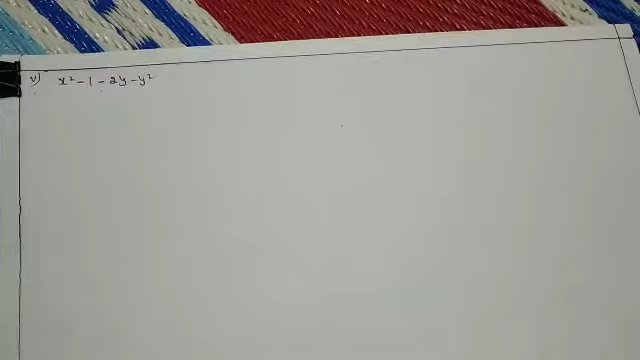 v) x² - 1 - 2y - y²